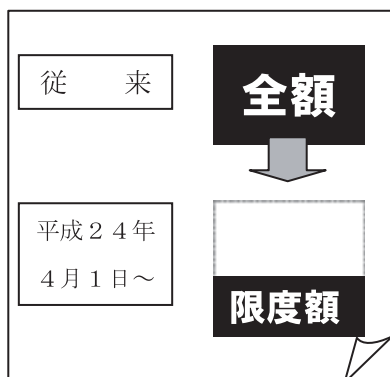 従　　来
全額
平成２４年
４月１日～
限度額